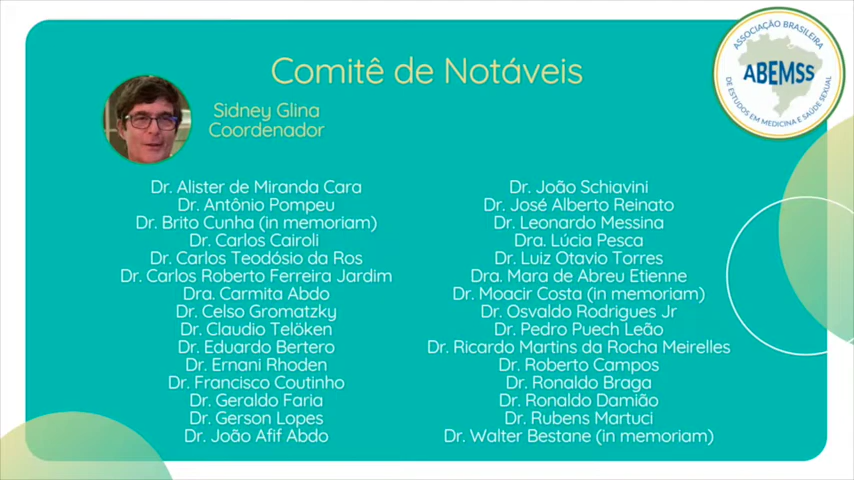 Comitê de Notáveis
Sidney Glina
Coordenador
ASSOCIAÇÃO BRASILEIRA
ABEMSS
DE ESTUDOS EM MEDICINA E SAÚDE SEXUAL
Dr. Alister de Miranda Cara
Dr. Antônio Pompeu
Dr. Brito Cunha (in memoriam)
Dr. Carlos Cairoli
Dr. Carlos Teodósio da Ros
Dr. Carlos Roberto Ferreira Jardim
Dra. Carmita Abdo
Dr. Celso Gromatzky
Dr. Claudio Telöken
Dr. Eduardo Bertero
Dr. Ernani Rhoden
Dr. Francisco Coutinho
Dr. Geraldo Faria
Dr. Gerson Lopes
Dr. João Afif Abdo
Dr. João Schiavini
Dr. José Alberto Reinato
Dr. Leonardo Messina
Dra. Lúcia Pesca
Dr. Luiz Otavio Torres
Dra. Mara de Abreu Etienne
Dr. Moacir Costa (in memoriam)
Dr. Osvaldo Rodrigues Jr
Dr. Pedro Puech Leão
Dr. Ricardo Martins da Rocha Meirelles
Dr. Roberto Campos
Dr. Ronaldo Braga
Dr. Ronaldo Damião
Dr. Rubens Martuci
Dr. Walter Bestane (in memoriam)